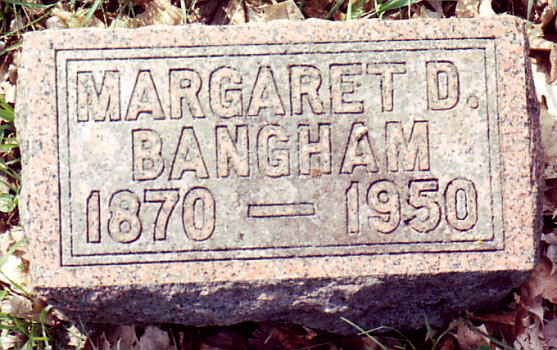 MARGARET D.
BANGHAM
1870 — 1950